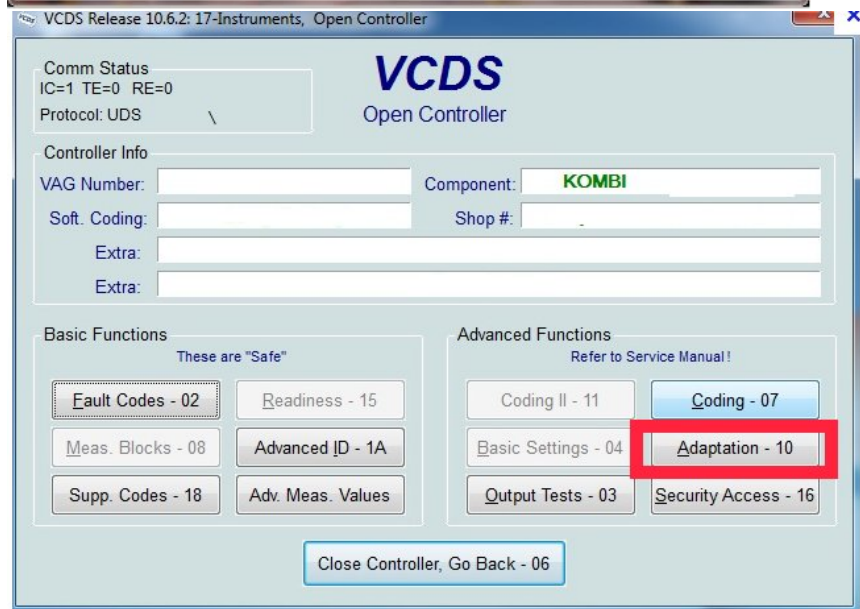 VCDS Release 10.6.2: 17-Instruments, Open Controller
Comm Status
IC=1 TE=0 RE=0
Protocol: UDS \
VCDS
Open Controller
Controller Info
VAG Number:
Component: KOMBI
Soft. Coding:
Shop #:
Extra:
Extra:
Basic Functions
These are "Safe"
Fault Codes - 02
Readiness - 15
Meas. Blocks - 08
Advanced ID - 1A
Supp. Codes - 18
Adv. Meas. Values
Advanced Functions
Refer to Service Manual!
Coding II - 11
Coding - 07
Basic Settings - 04
Adaptation - 10
Output Tests - 03
Security Access - 16
Close Controller, Go Back - 06